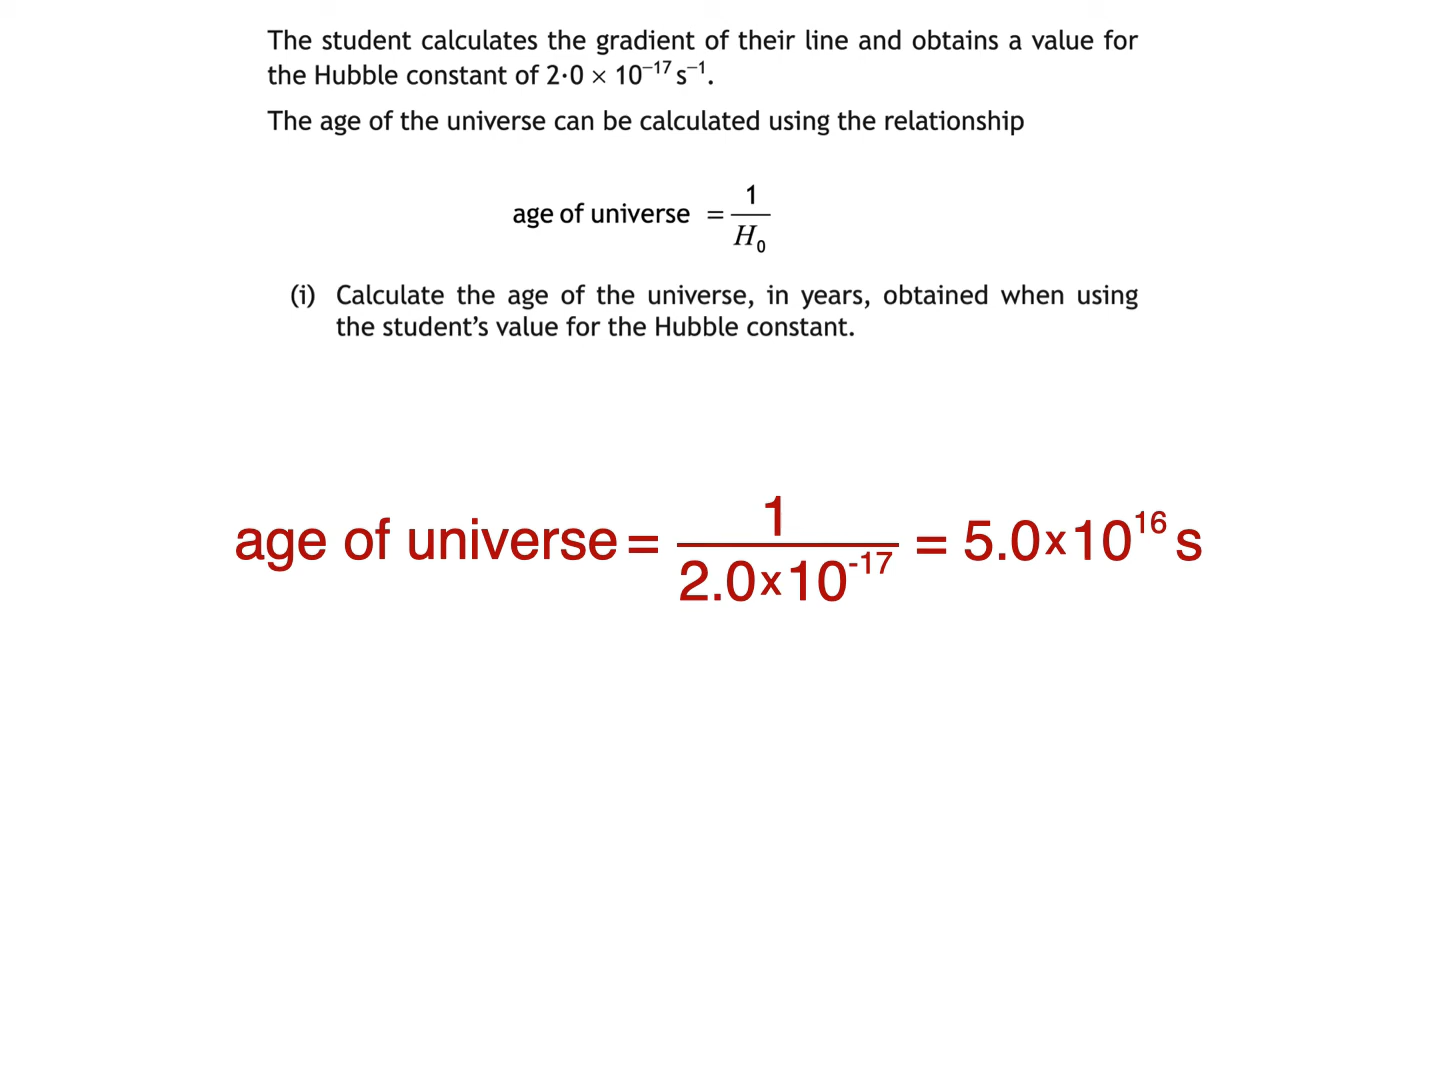 The student calculates the gradient of their line and obtains a value for
the Hubble constant of 2·0 × 10⁻¹⁷ s⁻¹.
The age of the universe can be calculated using the relationship
age of universe = 1/H₀
(i) Calculate the age of the universe, in years, obtained when using
the student’s value for the Hubble constant.
age of universe = 1/2.0x10⁻¹⁷ = 5.0x10¹⁶ s